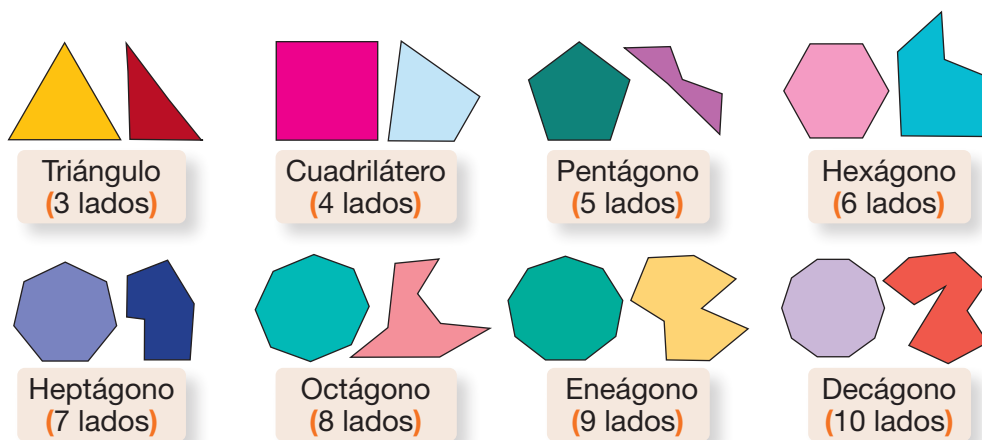 Triángulo
(3 lados)
Cuadrilátero
(4 lados)
Pentágono
(5 lados)
Hexágono
(6 lados)
Heptágono
(7 lados)
Octágono
(8 lados)
Eneágono
(9 lados)
Decágono
(10 lados)